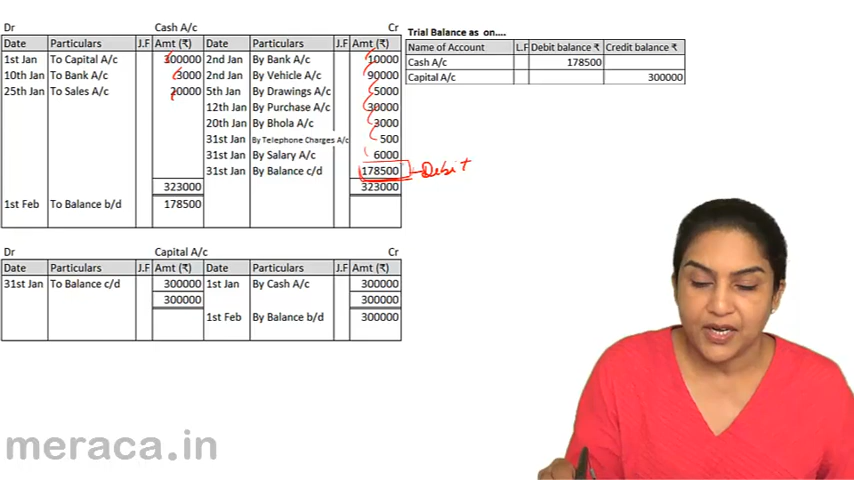 Dr Cash A/c Cr
Date Particulars J.F Amt (₹) Date Particulars J.F Amt (₹)
1st Jan To Capital A/c 300000 2nd Jan By Bank A/c 10000
10th Jan To Bank A/c 3000 2nd Jan By Vehicle A/c 90000
25th Jan To Sales A/c 20000 5th Jan By Drawings A/c 5000
12th Jan By Purchase A/c 30000
20th Jan By Bhola A/c 3000
31st Jan By Telephone Charges A/c 500
31st Jan By Salary A/c 6000
31st Jan By Balance c/d 178500 Debit
323000 323000
1st Feb To Balance b/d 178500
Dr Capital A/c Cr
Date Particulars J.F Amt (₹) Date Particulars J.F Amt (₹)
31st Jan To Balance c/d 300000 1st Jan By Cash A/c 300000
300000 300000
1st Feb By Balance b/d 300000
Trial Balance as on....
Name of Account L.F Debit balance ₹ Credit balance ₹
Cash A/c 178500
Capital A/c 300000
meraca.in